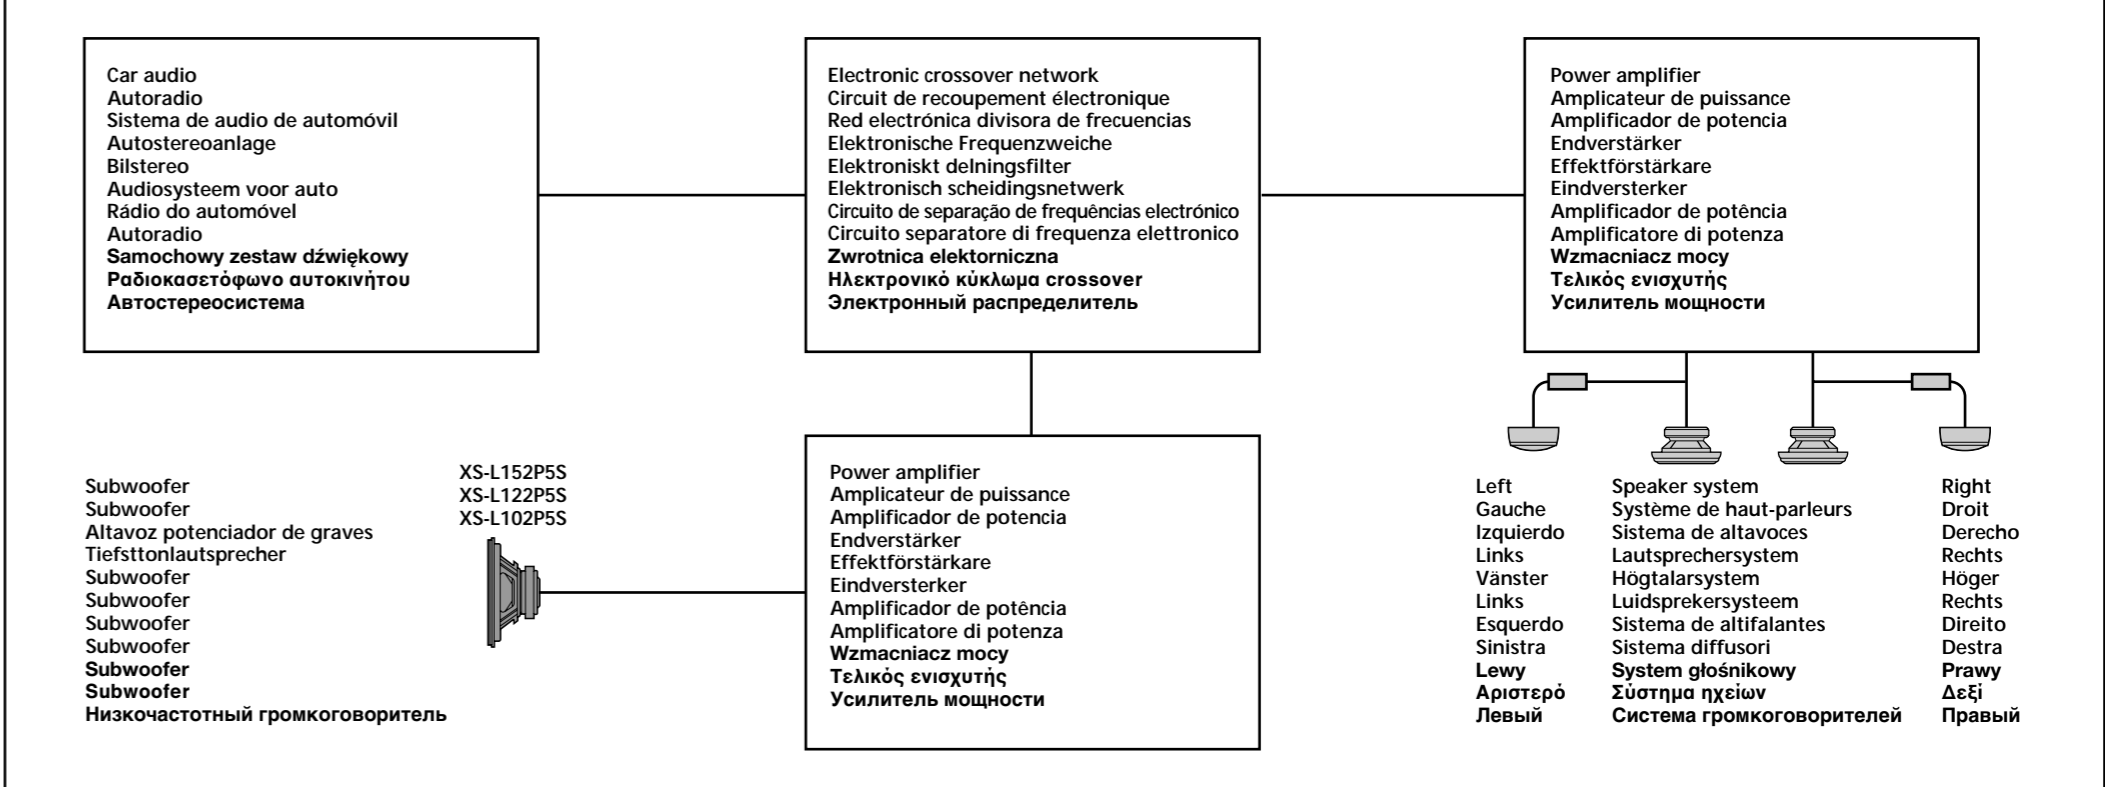 Car audio
Autoradio
Sistema de audio de automóvil
Autostereoanlage
Bilstereo
Audiosysteem voor auto
Rádio do automóvel
Autoradio
Samochowy zestaw dźwiękowy
Ραδιοκασετόφωνο αυτοκινήτου
Автостереосистема
Electronic crossover network
Circuit de recoupement électronique
Red electrónica divisora de frecuencias
Elektronische Frequenzweiche
Elektroniskt delningsfilter
Elektronisch scheidingsnetwerk
Circuito de separação de frequências electrónico
Circuito separatore di frequenza elettronico
Zwrotnica elektorniczna
Ηλεκτρονικό κύκλωμα crossover
Электронный распределитель
Power amplifier
Amplicateur de puissance
Amplificador de potencia
Endverstärker
Effektförstärkare
Eindversterker
Amplificador de potência
Amplificatore di potenza
Wzmacniacz mocy
Τελικός ενισχυτής
Усилитель мощности
Subwoofer
Subwoofer
Altavoz potenciador de graves
Tiefsttonlautsprecher
Subwoofer
Subwoofer
Subwoofer
Subwoofer
Subwoofer
Subwoofer
Низкочастотный громкоговоритель
XS-L152P5S
XS-L122P5S
XS-L102P5S
Power amplifier
Amplicateur de puissance
Amplificador de potencia
Endverstärker
Effektförstärkare
Eindversterker
Amplificador de potência
Amplificatore di potenza
Wzmacniacz mocy
Τελικός ενισχυτής
Усилитель мощности
Left
Gauche
Izquierdo
Links
Vänster
Links
Esquerdo
Sinistra
Lewy
Αριστερό
Левый
Speaker system
Système de haut-parleurs
Sistema de altavoces
Lautsprechersystem
Högtalarsystem
Luidsprekersysteem
Sistema de altifalantes
Sistema diffusori
System głośnikowy
Σύστημα ηχείων
Система громкоговорителей
Right
Droit
Derecho
Rechts
Höger
Rechts
Direito
Destra
Prawy
Δεξί
Правый